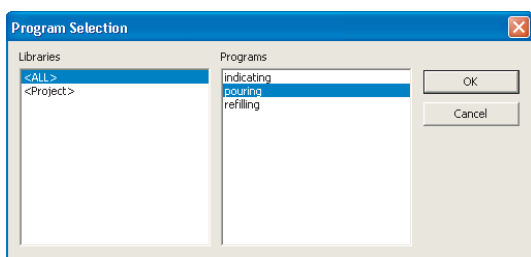 Program Selection
Libraries
Programs
<ALL>
<Project>
indicating
pouring
refilling
OK
Cancel